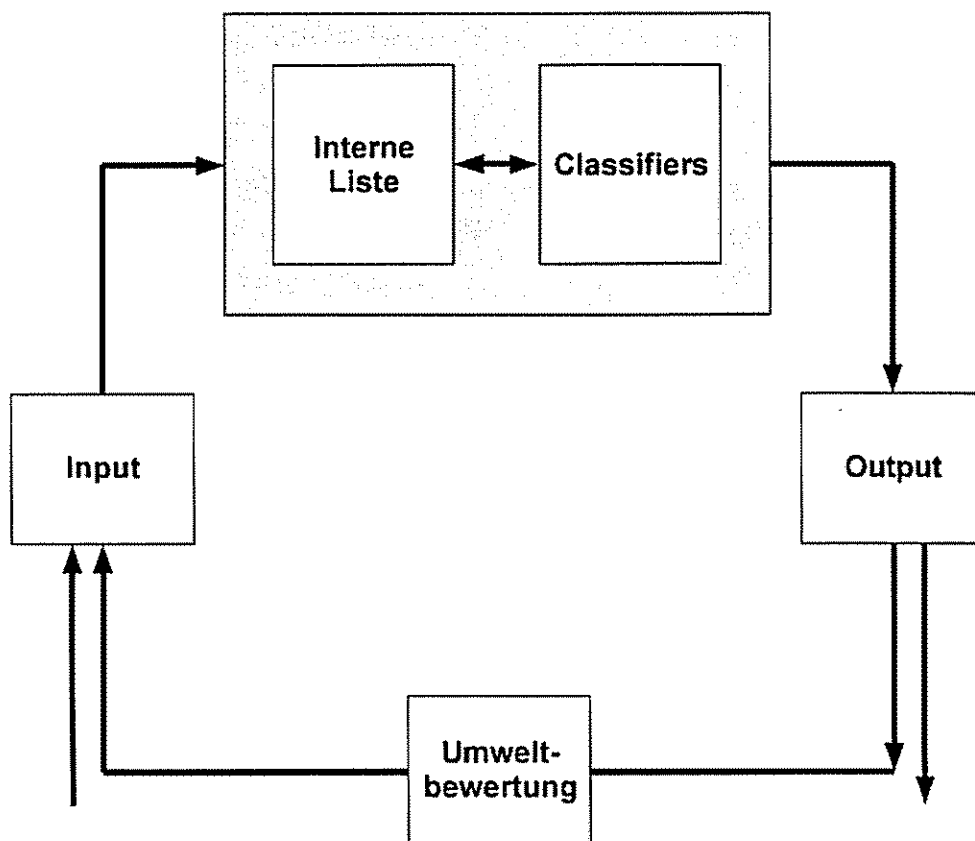 Interne
Liste
Classifiers
Input
Output
Umwelt-
bewertung